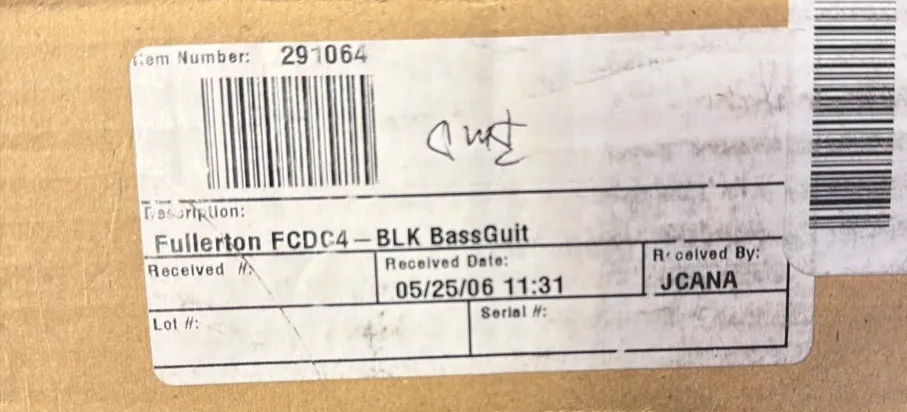 Item Number: 291064
Description:
Fullerton FCDC4-BLK BassGuit
Received #:
Received Date:
05/25/06 11:31
Received By:
JCANA
Lot #:
Serial #: